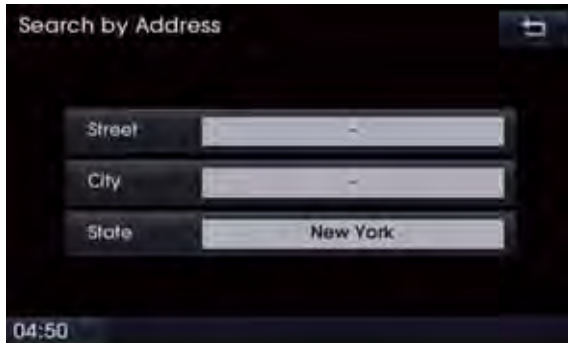 Search by Address
Street -
City -
State New York
04:50